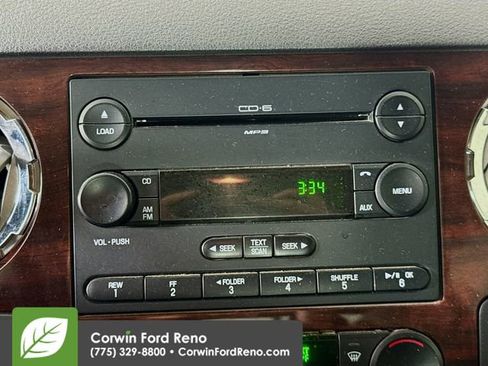 CD-6
LOAD
MP3
CD
3:34
MENU
AM
FM
AUX
VOL - PUSH
◄ SEEK
TEXT
SCAN
SEEK ►
REW
1
FF
2
◄ FOLDER
3
FOLDER ►
4
SHUFFLE
5
►/II OK
6
Corwin Ford Reno
(775) 329-8800 • CorwinFordReno.com